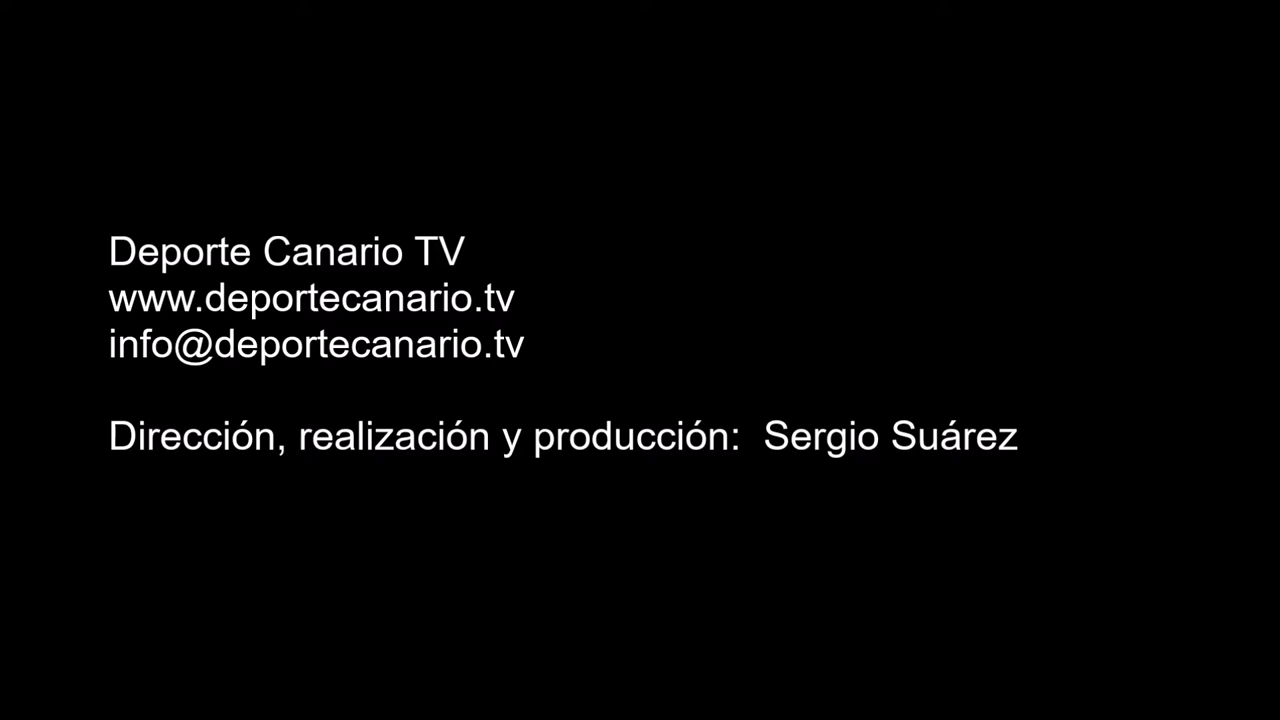 Deporte Canario TV
www.deportecanario.tv
info@deportecanario.tv
Dirección, realización y producción:  Sergio Suárez